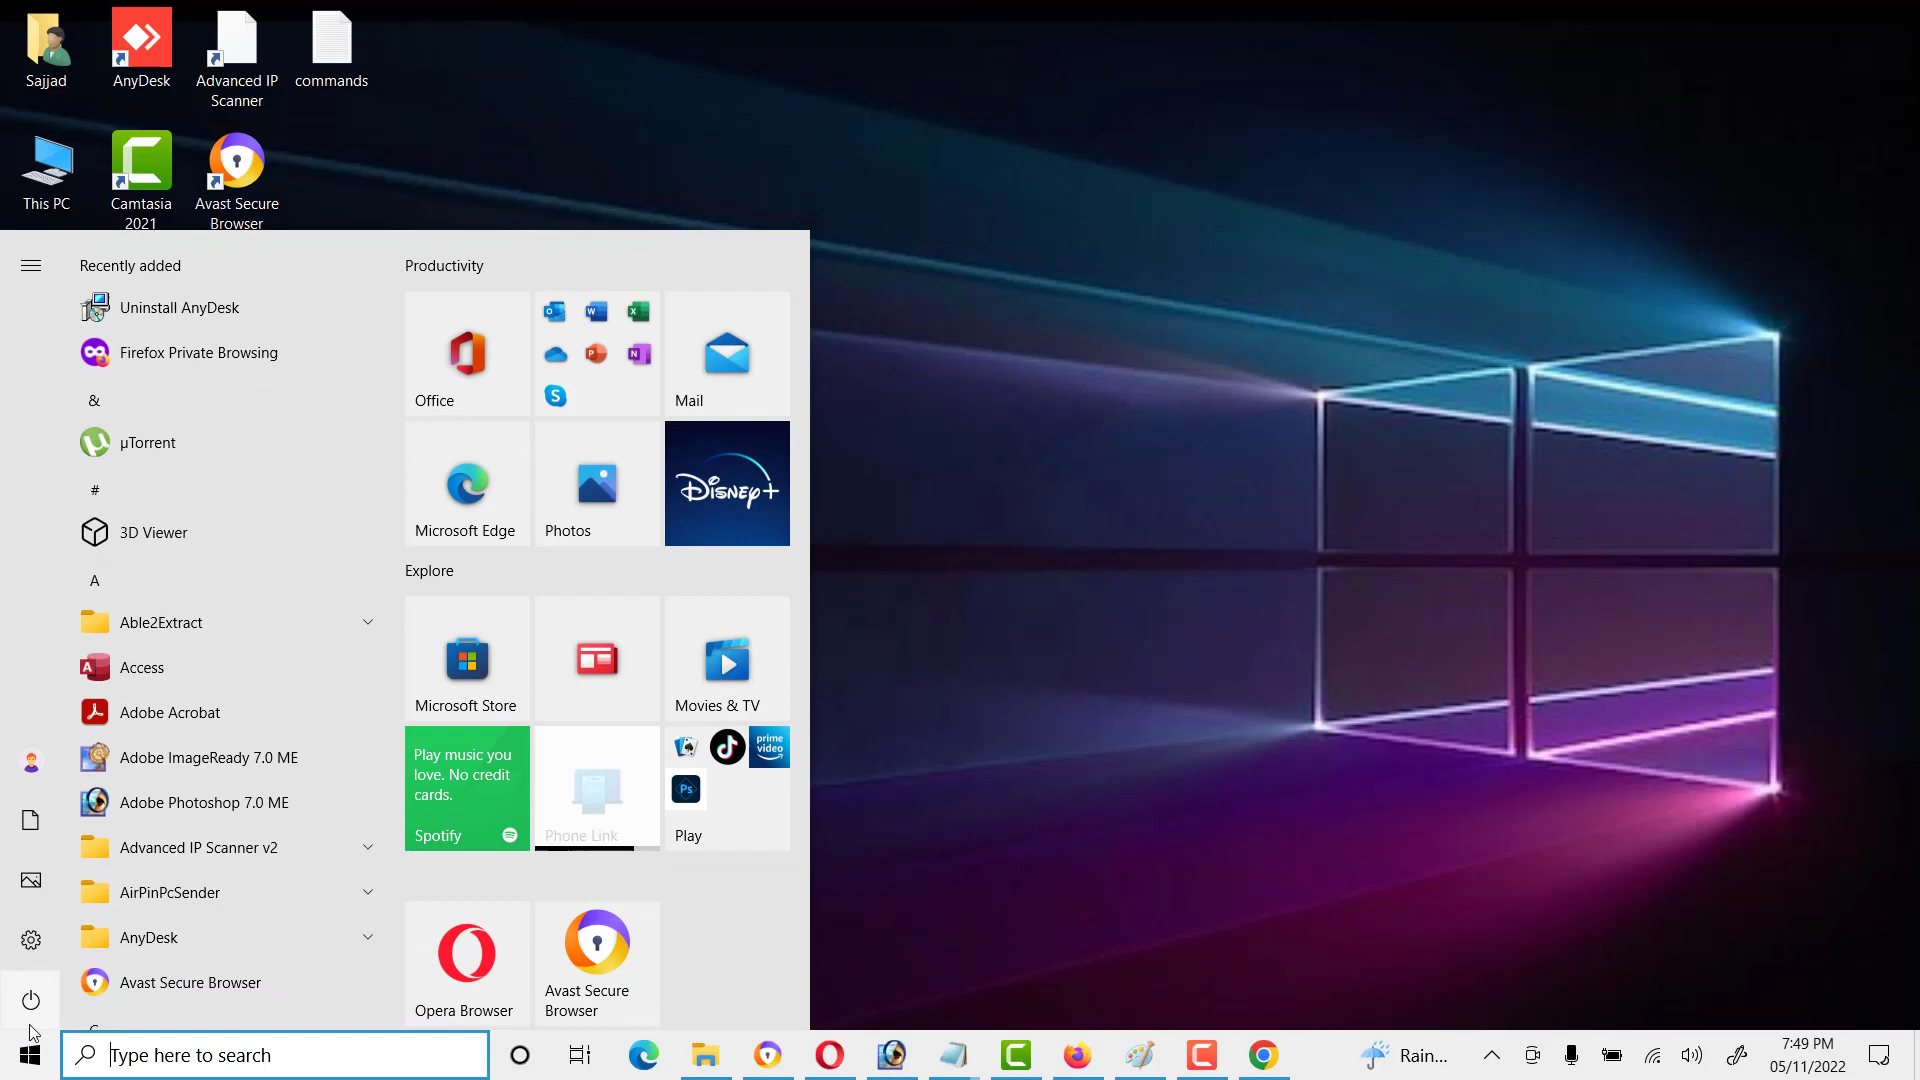 Sajjad
AnyDesk
Advanced IP
Scanner
commands
This PC
Camtasia
2021
Avast Secure
Browser
Recently added
Uninstall AnyDesk
Firefox Private Browsing
&
µTorrent
#
3D Viewer
A
Able2Extract
Access
Adobe Acrobat
Adobe ImageReady 7.0 ME
Adobe Photoshop 7.0 ME
Advanced IP Scanner v2
AirPinPcSender
AnyDesk
Avast Secure Browser
Productivity
Office
Mail
Microsoft Edge
Photos
Disney+
Explore
Microsoft Store
Movies & TV
Play music you
love. No credit
cards.
Spotify
Phone Link
prime
video
Ps
Play
Opera Browser
Avast Secure
Browser
Type here to search
Rain...
7:49 PM
05/11/2022